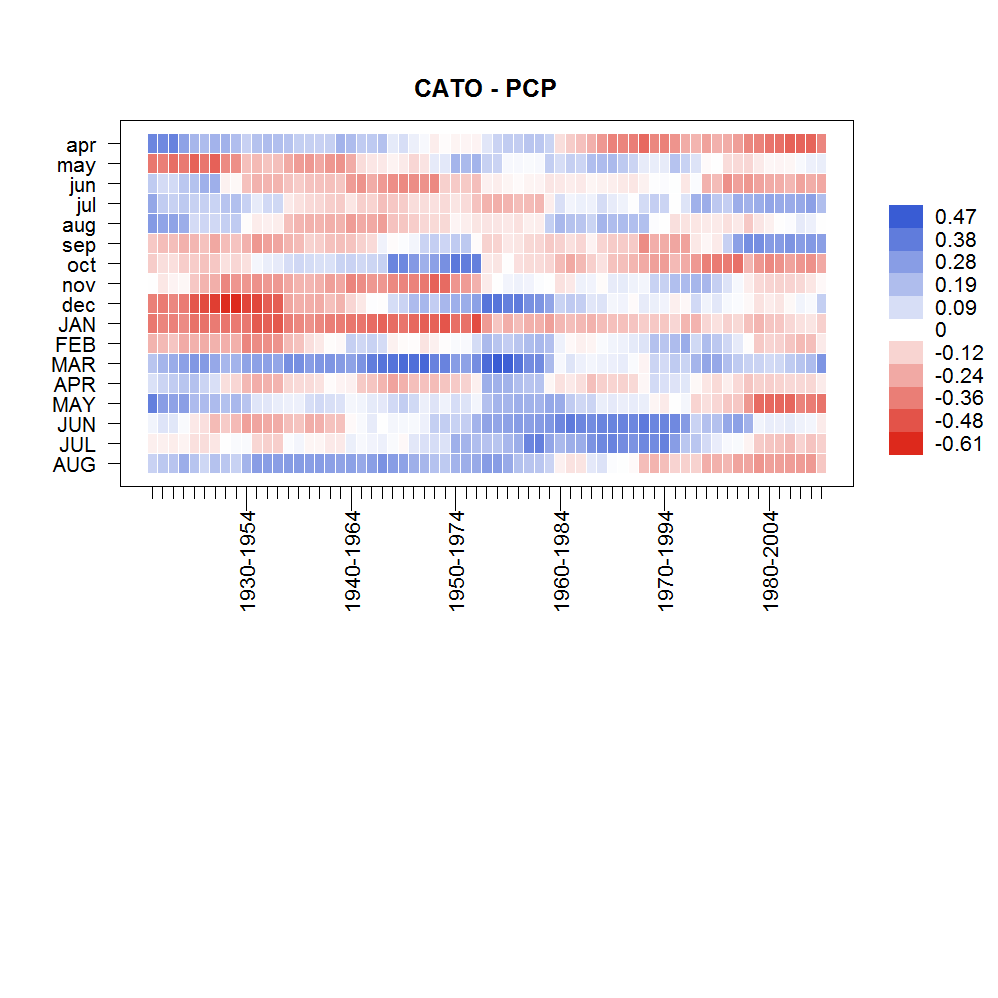 CATO - PCP
apr
may
jun
jul
aug
sep
oct
nov
dec
JAN
FEB
MAR
APR
MAY
JUN
JUL
AUG
1930-1954
1940-1964
1950-1974
1960-1984
1970-1994
1980-2004
0.47
0.38
0.28
0.19
0.09
0
-0.12
-0.24
-0.36
-0.48
-0.61